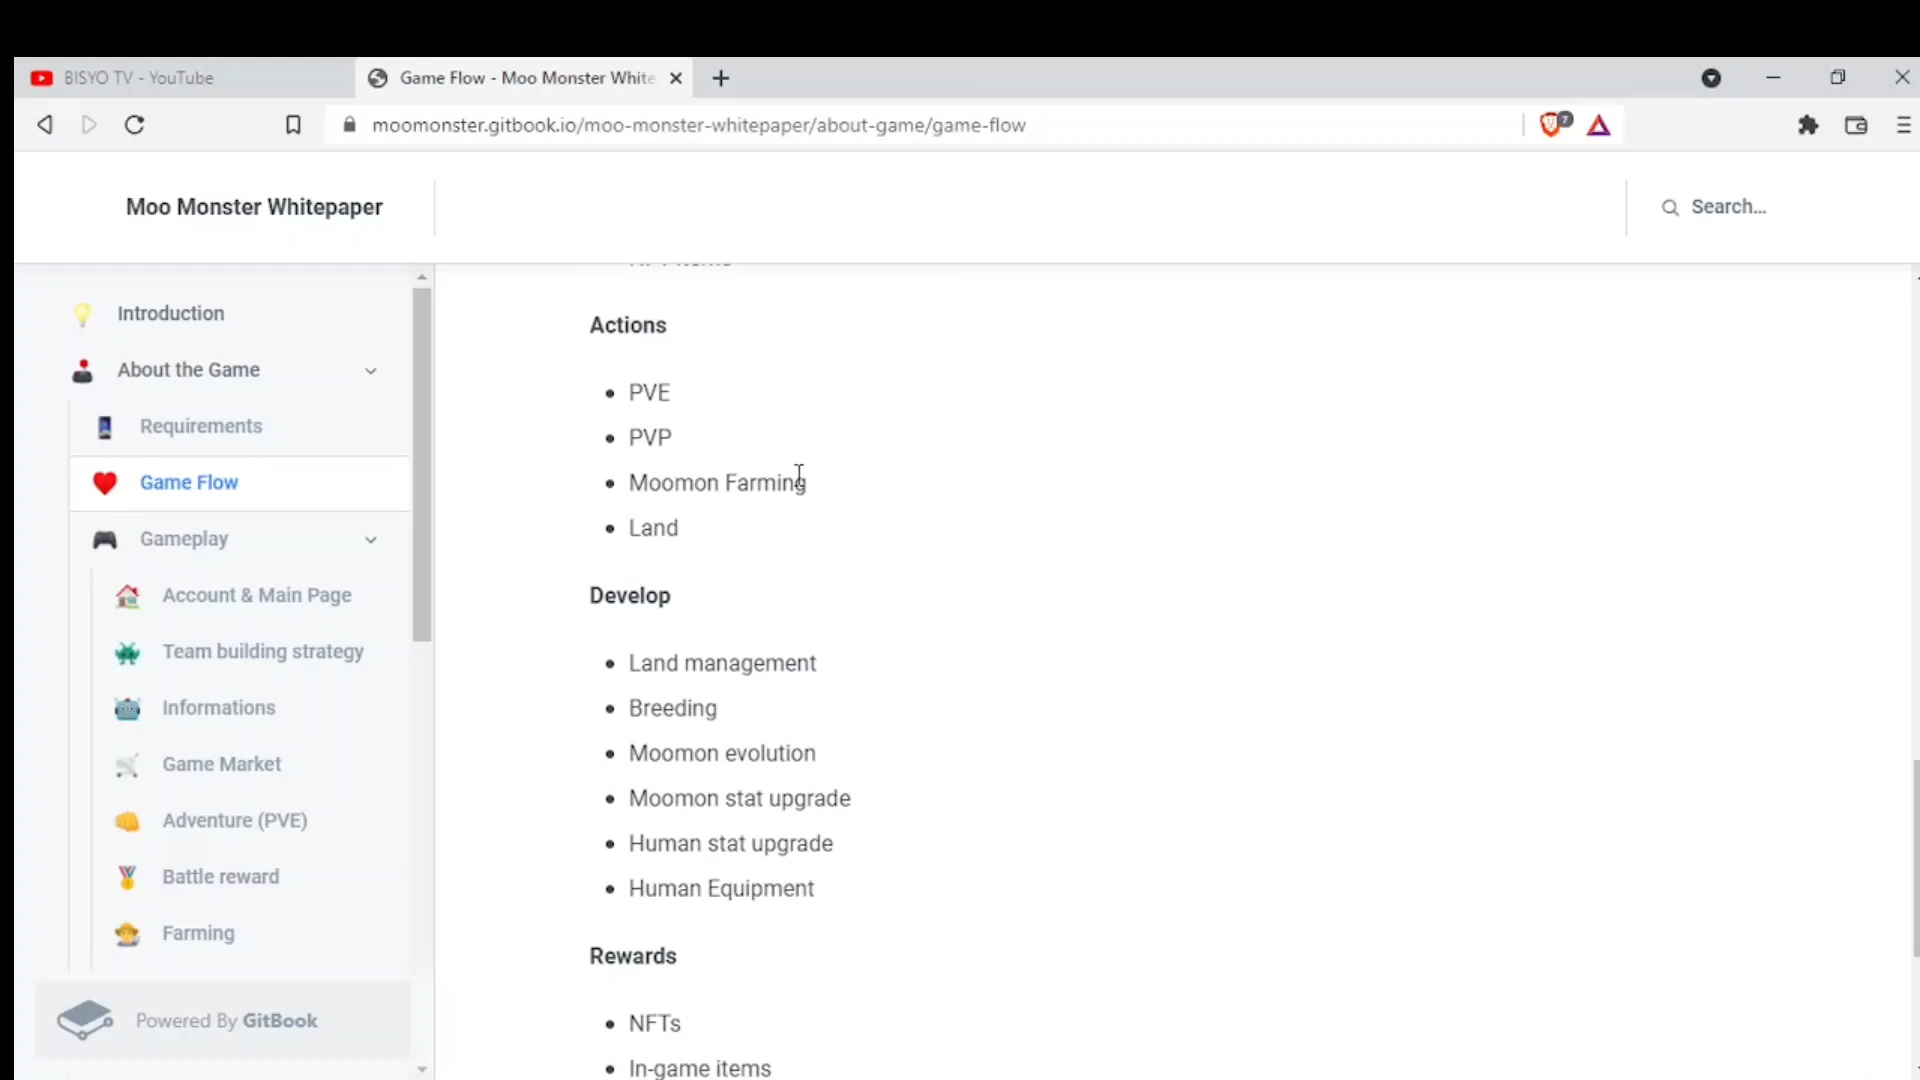 BISYO TV - YouTube
Game Flow - Moo Monster White
moomonster.gitbook.io/moo-monster-whitepaper/about-game/game-flow
7
Moo Monster Whitepaper
Search...
Introduction
About the Game
Requirements
Game Flow
Gameplay
Account & Main Page
Team building strategy
Informations
Game Market
Adventure (PVE)
Battle reward
Farming
Powered By GitBook
Actions
PVE
PVP
Moomon Farming
Land
Develop
Land management
Breeding
Moomon evolution
Moomon stat upgrade
Human stat upgrade
Human Equipment
Rewards
NFTs
In-game items